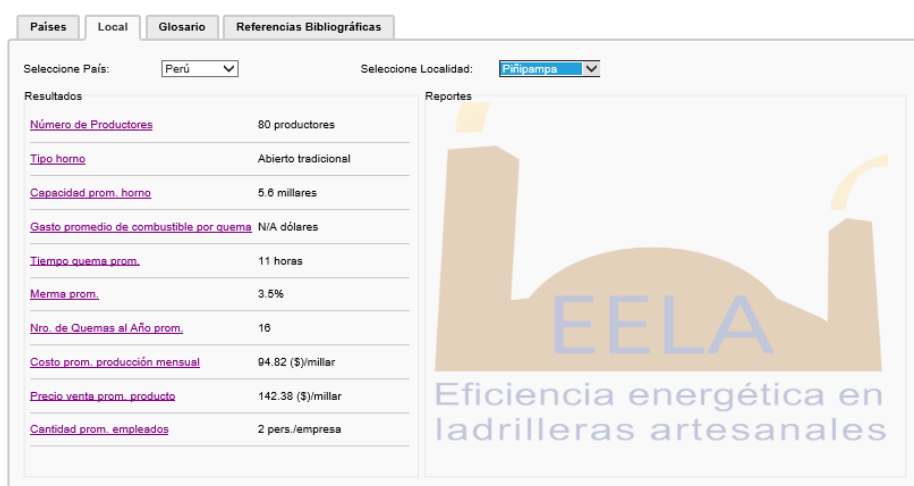 Países Local Glosario Referencias Bibliográficas
Seleccione País: Perú Seleccione Localidad: Piñipampa
Resultados Reportes
Número de Productores 80 productores
Tipo horno Abierto tradicional
Capacidad prom. horno 5.6 millares
Gasto promedio de combustible por quema N/A dólares
Tiempo quema prom. 11 horas
Merma prom. 3.5%
Nro. de Quemas al Año prom. 16
Costo prom. producción mensual 94.82 ($)/millar
Precio venta prom. producto 142.38 ($)/millar
Cantidad prom. empleados 2 pers./empresa
EELA
Eficiencia energética en
ladrilleras artesanales